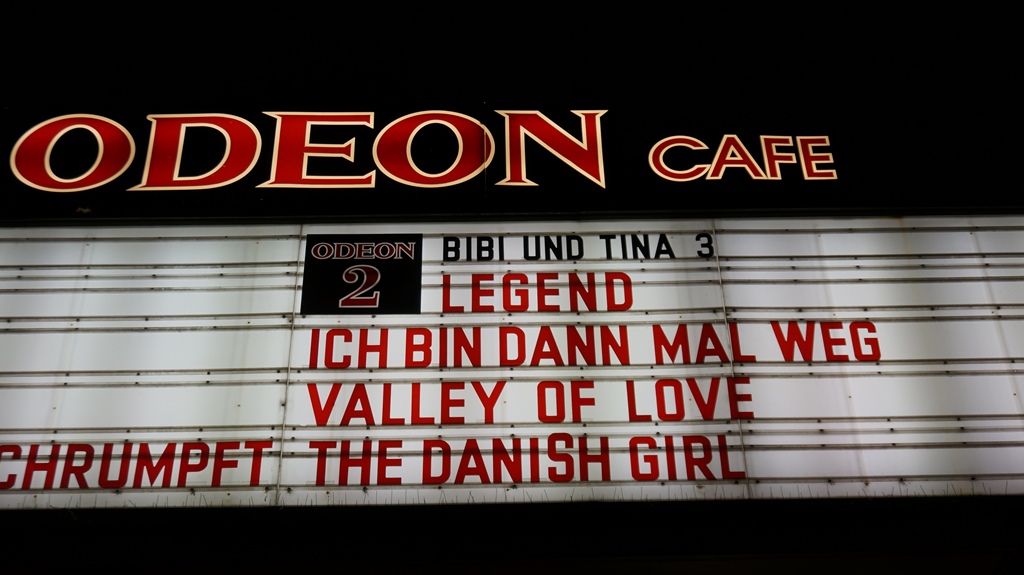 ODEON CAFE
ODEON
2
BIBI UND TINA 3
LEGEND
ICH BIN DANN MAL WEG
VALLEY OF LOVE
CHRUMPFT THE DANISH GIRL